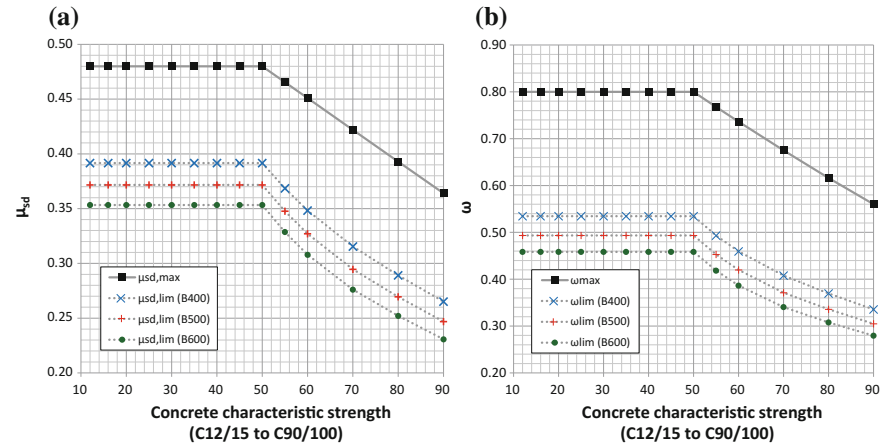 (a)
0.50
0.45
0.40
0.35
0.30
0.25
0.20
μsd
μsd,max
μsd,lim (B400)
μsd,lim (B500)
μsd,lim (B600)
10 20 30 40 50 60 70 80 90
Concrete characteristic strength
(C12/15 to C90/100)
(b)
0.90
0.80
0.70
0.60
0.50
0.40
0.30
0.20
ω
ωmax
ωlim (B400)
ωlim (B500)
ωlim (B600)
10 20 30 40 50 60 70 80 90
Concrete characteristic strength
(C12/15 to C90/100)